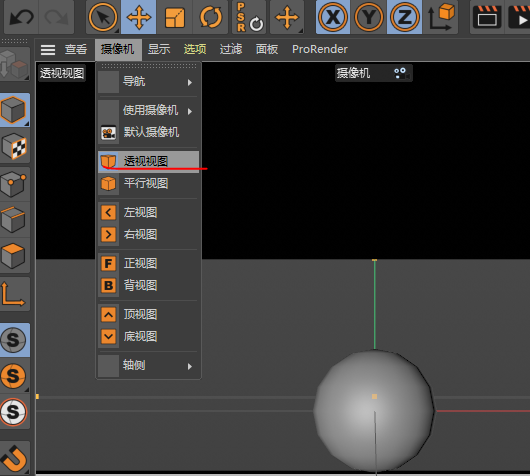 P
S
R
X
Y
Z
查看 摄像机 显示 选项 过滤 面板 ProRender
透视视图
摄像机
导航
使用摄像机
默认摄像机
透视视图
平行视图
左视图
右视图
F 正视图
B 背视图
顶视图
底视图
轴侧
S
S
S